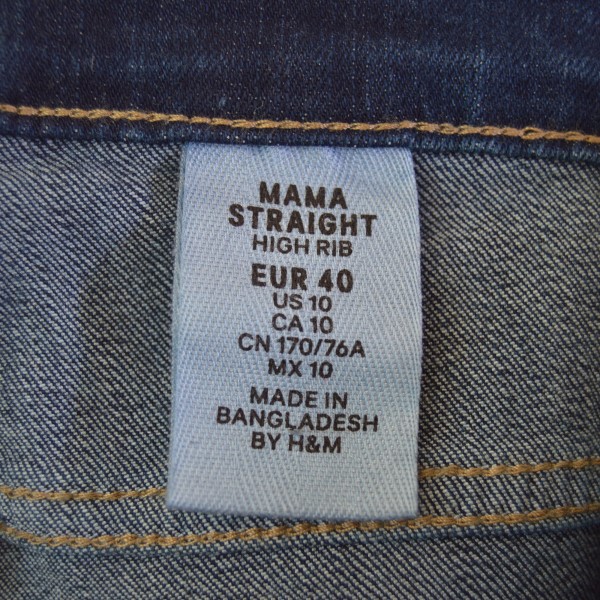 MAMA
STRAIGHT
HIGH RIB
EUR 40
US 10
CA 10
CN 170/76A
MX 10
MADE IN
BANGLADESH
BY H&M